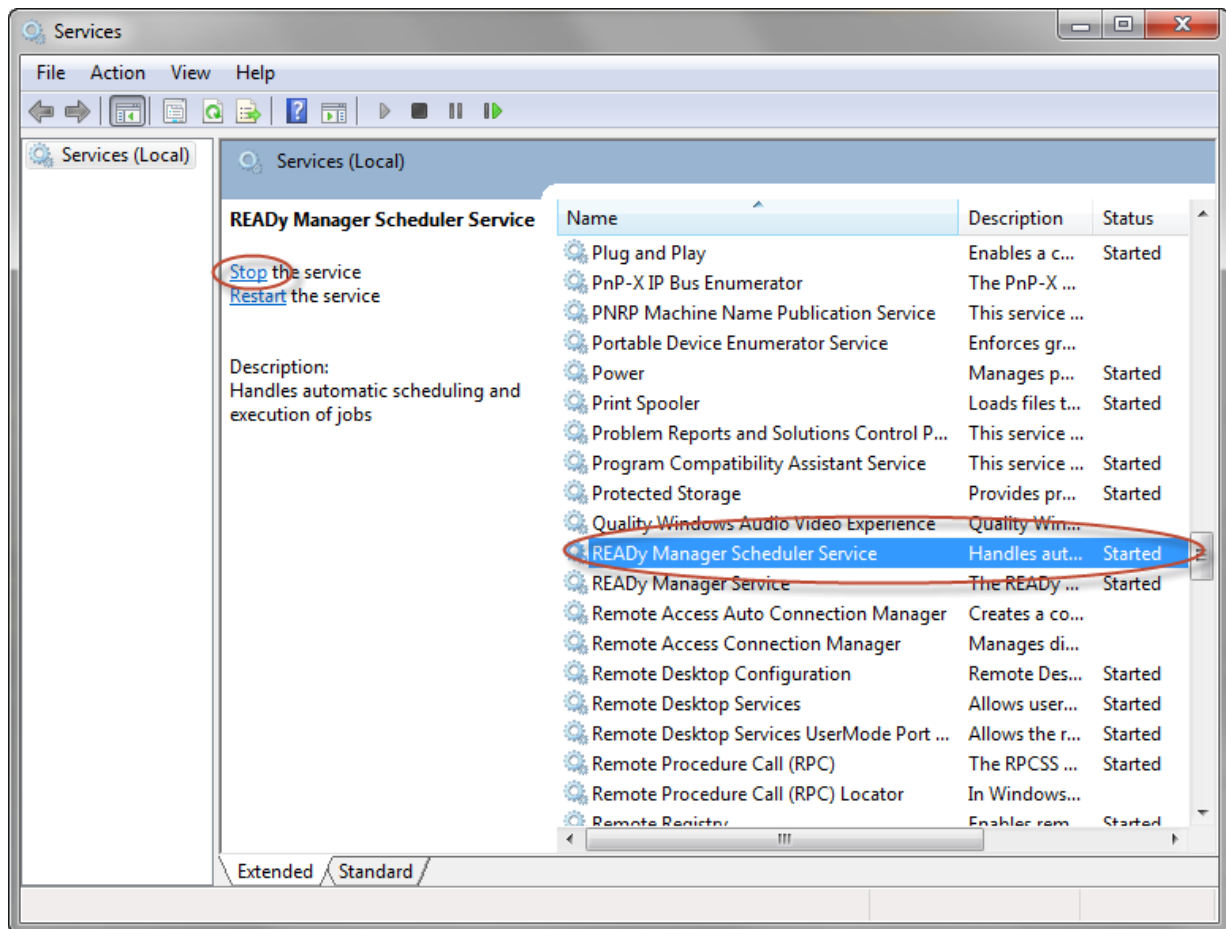 Services
File Action View Help
Services (Local)
Services (Local)
READy Manager Scheduler Service
Stop the service
Restart the service
Description:
Handles automatic scheduling and
execution of jobs
Name Description Status
Plug and Play Enables a c... Started
PnP-X IP Bus Enumerator The PnP-X ...
PNRP Machine Name Publication Service This service ...
Portable Device Enumerator Service Enforces gr...
Power Manages p... Started
Print Spooler Loads files t... Started
Problem Reports and Solutions Control P... This service ...
Program Compatibility Assistant Service This service ... Started
Protected Storage Provides pr... Started
Quality Windows Audio Video Experience Quality Win...
READy Manager Scheduler Service Handles aut... Started
READy Manager Service The READy ... Started
Remote Access Auto Connection Manager Creates a co...
Remote Access Connection Manager Manages di...
Remote Desktop Configuration Remote Des... Started
Remote Desktop Services Allows user... Started
Remote Desktop Services UserMode Port ... Allows the r... Started
Remote Procedure Call (RPC) The RPCSS ... Started
Remote Procedure Call (RPC) Locator In Windows...
Remote Registry Enables rem... Started
Extended Standard